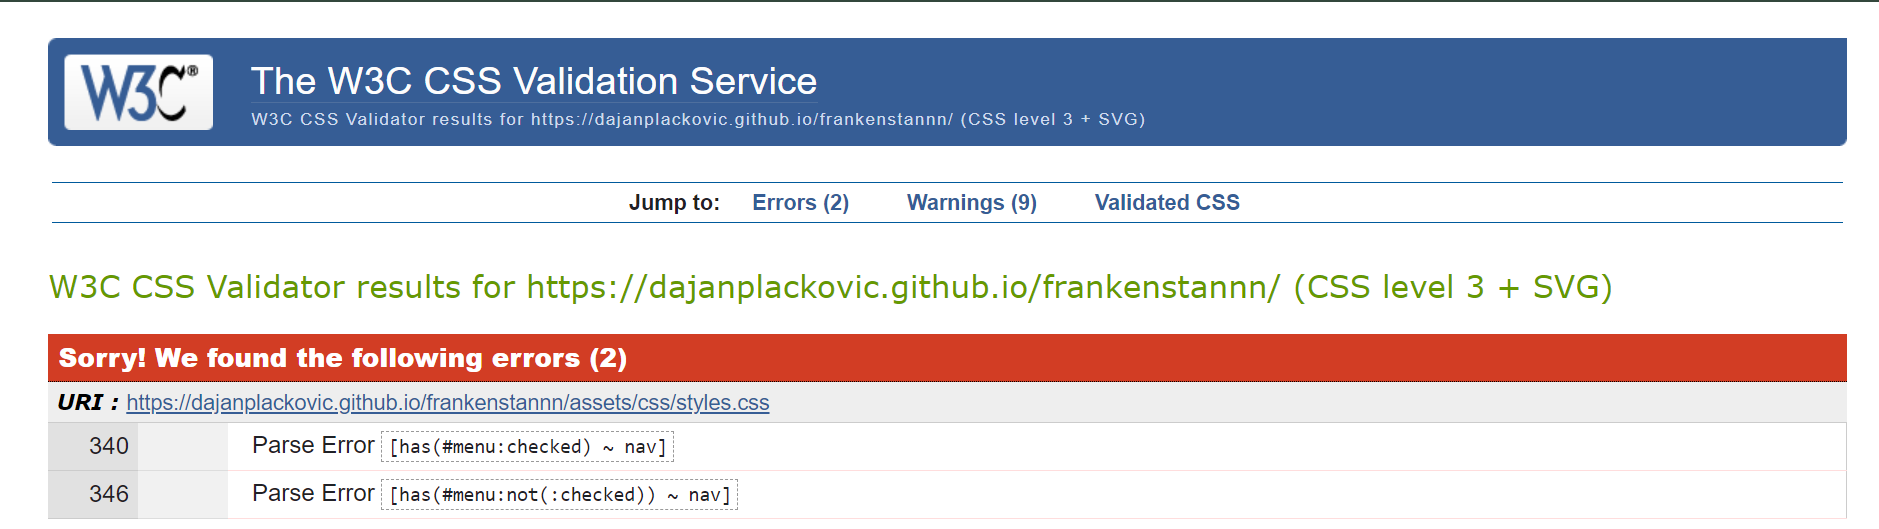 W3C®
The W3C CSS Validation Service
W3C CSS Validator results for https://dajanplackovic.github.io/frankenstannn/ (CSS level 3 + SVG)
Jump to: Errors (2) Warnings (9) Validated CSS
W3C CSS Validator results for https://dajanplackovic.github.io/frankenstannn/ (CSS level 3 + SVG)
Sorry! We found the following errors (2)
URI : https://dajanplackovic.github.io/frankenstannn/assets/css/styles.css
340 Parse Error [has(#menu:checked) ~ nav]
346 Parse Error [has(#menu:not(:checked)) ~ nav]